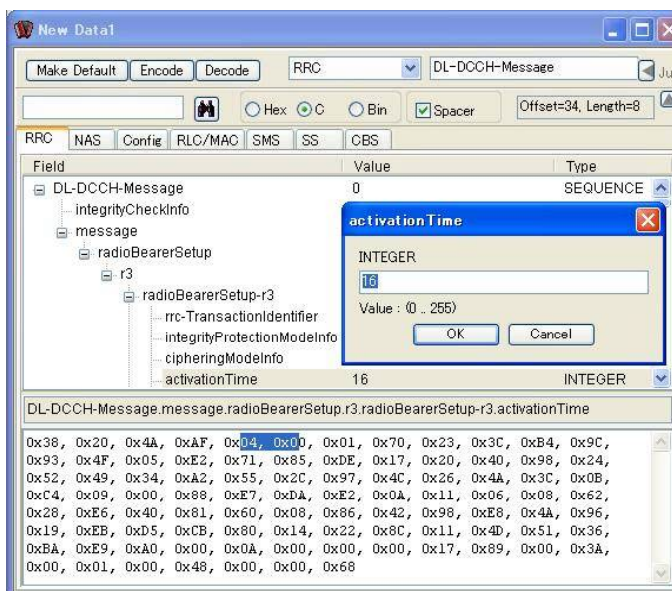 New Data1
Make Default Encode Decode RRC DL-DCCH-Message Ju
Hex C Bin Spacer Offset=34, Length=8
RRC NAS Config RLC/MAC SMS SS CBS
Field Value Type
DL-DCCH-Message 0 SEQUENCE
integrityCheckInfo
message
radioBearerSetup
r3
radioBearerSetup-r3
rrc-TransactionIdentifier
integrityProtectionModeInfo
cipheringModeInfo
activationTime 16 INTEGER
activationTime
INTEGER
16
Value : (0 .. 255)
OK Cancel
DL-DCCH-Message.message.radioBearerSetup.r3.radioBearerSetup-r3.activationTime
0x38, 0x20, 0x4A, 0xAF, 0x04, 0x00, 0x01, 0x70, 0x23, 0x3C, 0xB4, 0x9C,
0x93, 0x4F, 0x05, 0xE2, 0x71, 0x85, 0xDE, 0x17, 0x20, 0x40, 0x98, 0x24,
0x52, 0x49, 0x34, 0xA2, 0x55, 0x2C, 0x97, 0x4C, 0x26, 0x4A, 0x3C, 0x0B,
0xC4, 0x09, 0x00, 0x88, 0xE7, 0xDA, 0xE2, 0x0A, 0x11, 0x06, 0x08, 0x62,
0x28, 0xE6, 0x40, 0x81, 0x60, 0x08, 0x86, 0x42, 0x98, 0xE8, 0x4A, 0x96,
0x19, 0xEB, 0xD5, 0xCB, 0x80, 0x14, 0x22, 0x8C, 0x11, 0x4D, 0x51, 0x36,
0xBA, 0xE9, 0xA0, 0x00, 0x0A, 0x00, 0x00, 0x00, 0x17, 0x89, 0x00, 0x3A,
0x00, 0x01, 0x00, 0x48, 0x00, 0x00, 0x68